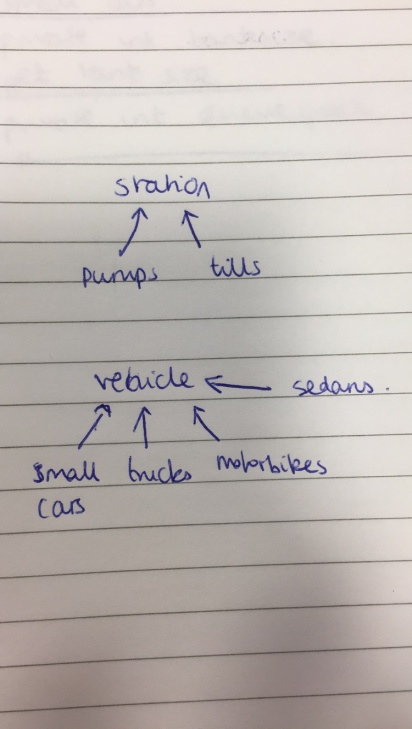 station
pumps tills
vehicle sedans.
small trucks motorbikes
cars